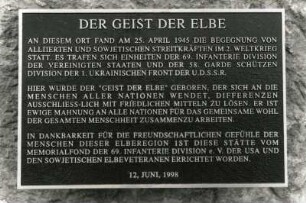 DER GEIST DER ELBE
AN DIESEM ORT FAND AM 25. APRIL 1945 DIE BEGEGNUNG VON
ALLIIERTEN UND SOWJETISCHEN STREITKRÄFTEN IM 2. WELTKRIEG
STATT. ES TRAFEN SICH EINHEITEN DER 69. INFANTERIE DIVISION
DER VEREINIGTEN STAATEN UND DER 58. GARDE SCHÜTZEN
DIVISION DER 1. UKRAINISCHEN FRONT DER U.D.S.S.R.
HIER WURDE DER "GEIST DER ELBE" GEBOREN, DER SICH AN DIE
MENSCHEN ALLER NATIONEN WENDET, DIFFERENZEN
AUSSCHLIESS-LICH MIT FRIEDLICHEN MITTELN ZU LÖSEN. ER IST
EWIGE MAHNUNG AN ALLE NATIONEN FÜR DAS GEMEINSAME WOHL
DER GESAMTEN MENSCHHEIT ZUSAMMENZU ARBEITEN.
IN DANKBARKEIT FÜR DIE FREUNDSCHAFTLICHEN GEFÜHLE DER
MENSCHEN DIESER ELBEREGION IST DIESE STÄTTE VOM
MEMORIALFOND DER 69. INFANTERIE DIVISION e. V. DER USA UND
DEN SOWJETISCHEN ELBEVETERANEN ERRICHTET WORDEN.
12, JUNI, 1998